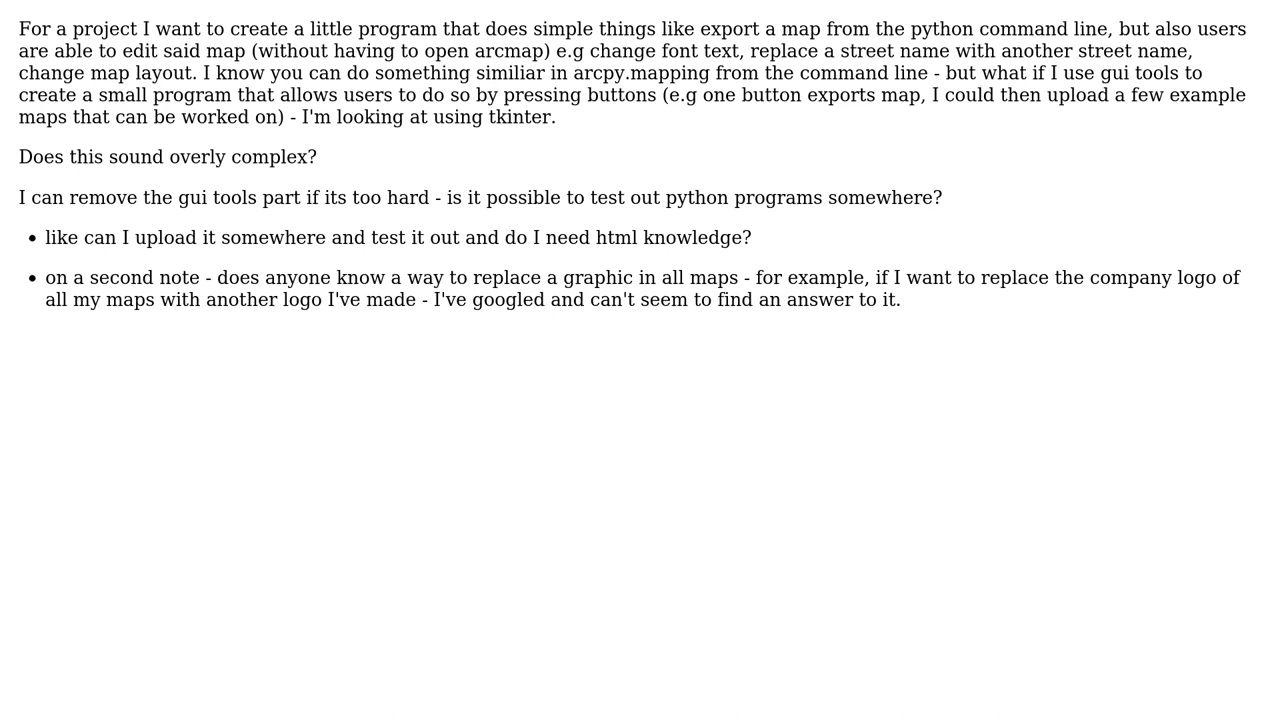 For a project I want to create a little program that does simple things like export a map from the python command line, but also users
are able to edit said map (without having to open arcmap) e.g change font text, replace a street name with another street name,
change map layout. I know you can do something similiar in arcpy.mapping from the command line - but what if I use gui tools to
create a small program that allows users to do so by pressing buttons (e.g one button exports map, I could then upload a few example
maps that can be worked on) - I'm looking at using tkinter.
Does this sound overly complex?
I can remove the gui tools part if its too hard - is it possible to test out python programs somewhere?
• like can I upload it somewhere and test it out and do I need html knowledge?
• on a second note - does anyone know a way to replace a graphic in all maps - for example, if I want to replace the company logo of
all my maps with another logo I've made - I've googled and can't seem to find an answer to it.